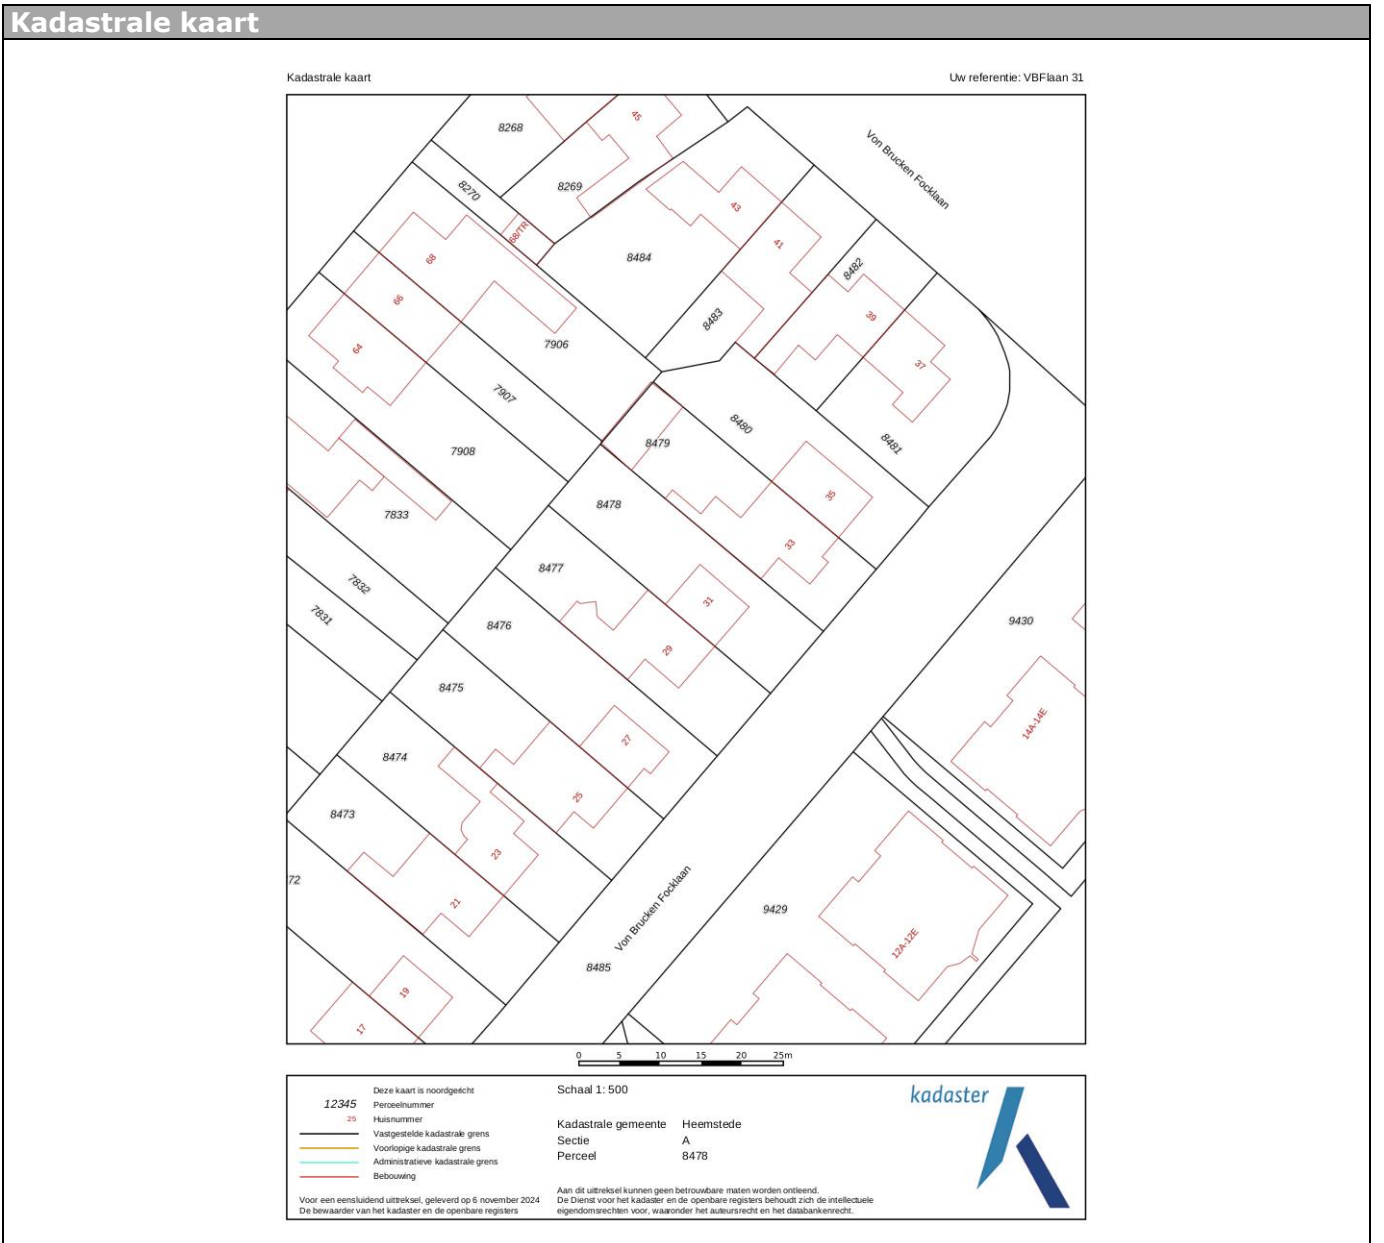 Kadastrale kaart
Kadastrale kaart
Uw referentie: VBFlaan 31
8268
45
Von Brucken Focklaan
8270
8269
43
68/TR
41
8484
68
8482
66
8483
39
64
7906
37
7907
8480
8479
8481
7908
8478
35
7833
33
8477
7832
31
7831
8476
9430
29
8475
14A-14E
27
8474
25
8473
23
72
21
Von Brucken Focklaan
9429
12A-12E
8485
19
17
0 5 10 15 20 25m
Deze kaart is noordgericht
12345 Perceelnummer
25 Huisnummer
Vastgestelde kadastrale grens
Voorlopige kadastrale grens
Administratieve kadastrale grens
Bebouwing
Voor een eensluidend uittreksel, geleverd op 6 november 2024
De bewaarder van het kadaster en de openbare registers
Schaal 1: 500
Kadastrale gemeente Heemstede
Sectie A
Perceel 8478
Aan dit uittreksel kunnen geen betrouwbare maten worden ontleend.
De Dienst voor het kadaster en de openbare registers behoudt zich de intellectuele
eigendomsrechten voor, waaronder het auteursrecht en het databankenrecht.
kadaster